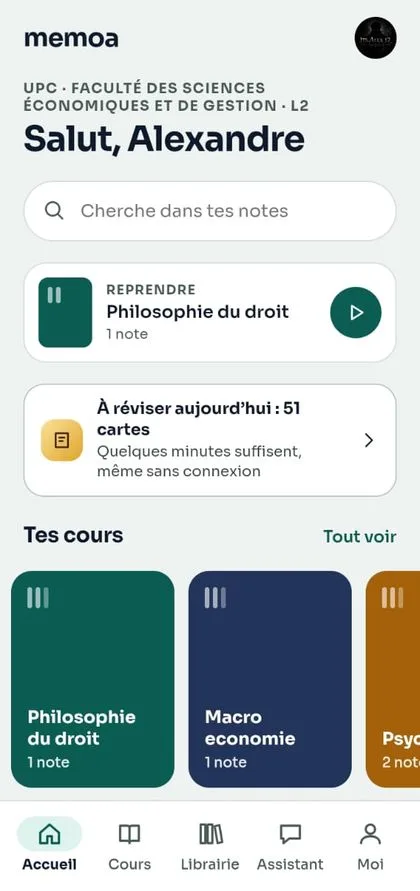 memoa
UPC · FACULTÉ DES SCIENCES
ÉCONOMIQUES ET DE GESTION · L2
Salut, Alexandre
Cherche dans tes notes
REPRENDRE
Philosophie du droit
1 note
À réviser aujourd’hui : 51
cartes
Quelques minutes suffisent,
même sans connexion
Tes cours
Tout voir
Philosophie
du droit
1 note
Macro
economie
1 note
Psyc
2 not
Accueil
Cours
Librairie
Assistant
Moi